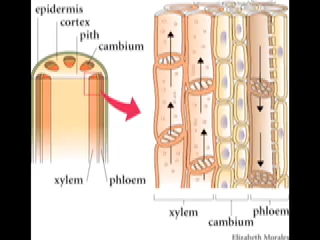 epidermis
cortex
pith
cambium
xylem
phloem
xylem
cambium
phloem
Elizabeth Morales